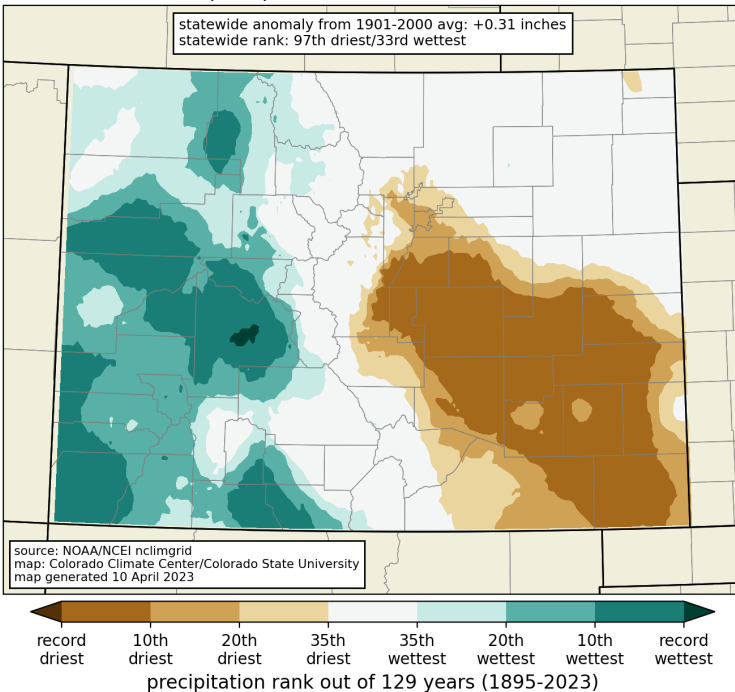 statewide anomaly from 1901-2000 avg: +0.31 inches
statewide rank: 97th driest/33rd wettest
source: NOAA/NCEI nclimgrid
map: Colorado Climate Center/Colorado State University
map generated 10 April 2023
record driest
10th driest
20th driest
35th driest
35th wettest
20th wettest
10th wettest
record wettest
precipitation rank out of 129 years (1895-2023)